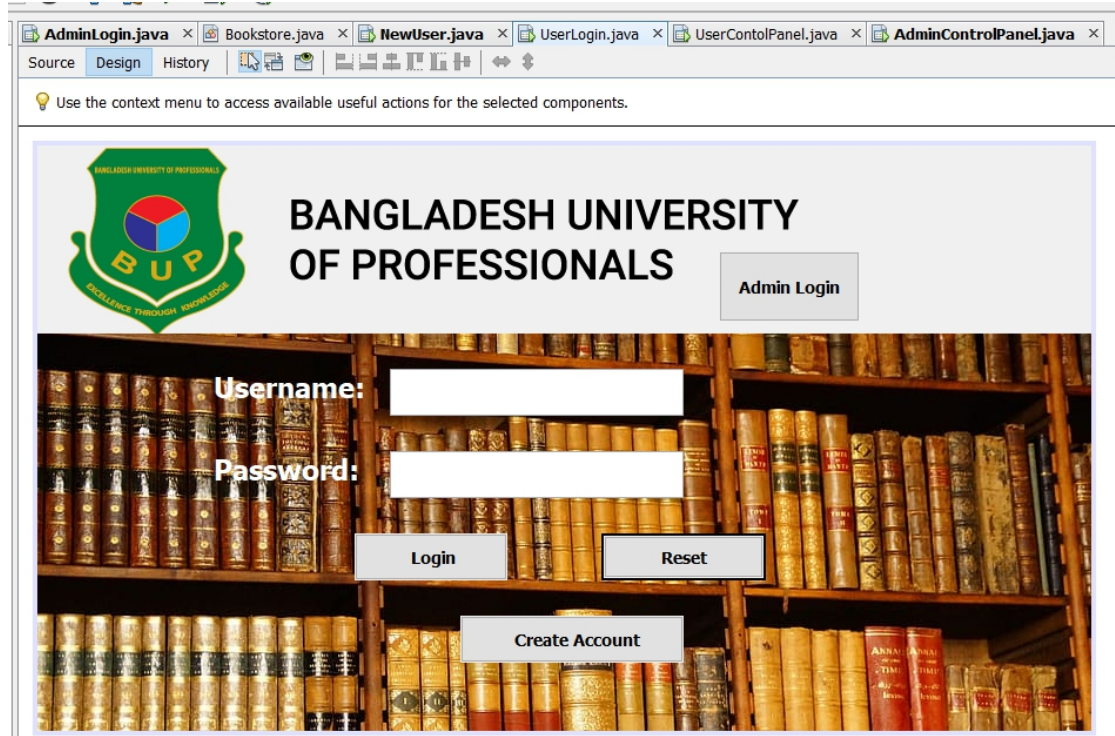 AdminLogin.java × Bookstore.java × NewUser.java × UserLogin.java × UserContolPanel.java × AdminControlPanel.java ×
Source Design History
Use the context menu to access available useful actions for the selected components.
BANGLADESH UNIVERSITY OF PROFESSIONALS
BUP
EXCELLENCE THROUGH KNOWLEDGE
BANGLADESH UNIVERSITY
OF PROFESSIONALS
Admin Login
Username:
Password:
Login Reset
Create Account